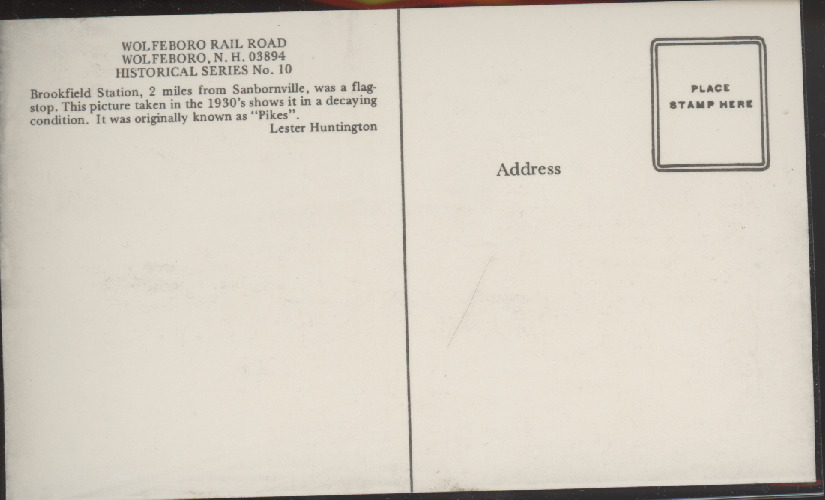 WOLFEBORO RAIL ROAD
WOLFEBORO, N. H. 03894
HISTORICAL SERIES No. 10
Brookfield Station, 2 miles from Sanbornville, was a flag-
stop. This picture taken in the 1930's shows it in a decaying
condition. It was originally known as "Pikes".
Lester Huntington
PLACE
STAMP HERE
Address